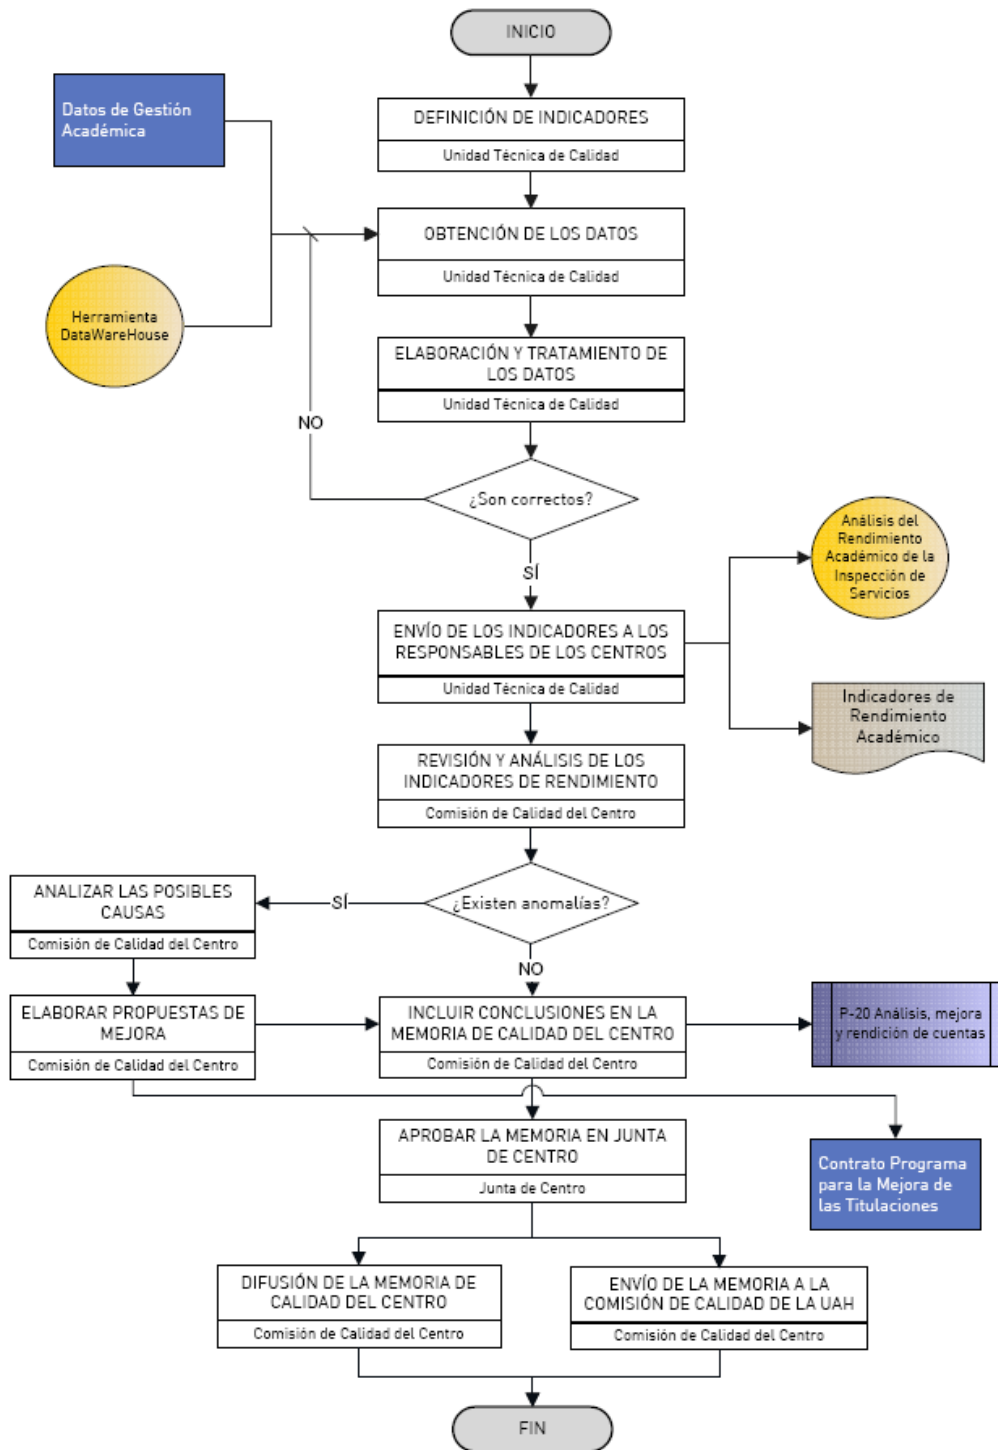 INICIO
Datos de Gestión
Académica
DEFINICIÓN DE INDICADORES
Unidad Técnica de Calidad
OBTENCIÓN DE LOS DATOS
Unidad Técnica de Calidad
Herramienta
DataWareHouse
ELABORACIÓN Y TRATAMIENTO DE
LOS DATOS
Unidad Técnica de Calidad
NO
¿Son correctos?
SÍ
Análisis del
Rendimiento
Académico de la
Inspección de
Servicios
ENVÍO DE LOS INDICADORES A LOS
RESPONSABLES DE LOS CENTROS
Unidad Técnica de Calidad
Indicadores de
Rendimiento
Académico
REVISIÓN Y ANÁLISIS DE LOS
INDICADORES DE RENDIMIENTO
Comisión de Calidad del Centro
¿Existen anomalías?
SÍ
ANALIZAR LAS POSIBLES
CAUSAS
Comisión de Calidad del Centro
NO
ELABORAR PROPUESTAS DE
MEJORA
Comisión de Calidad del Centro
INCLUIR CONCLUSIONES EN LA
MEMORIA DE CALIDAD DEL CENTRO
Comisión de Calidad del Centro
P-20 Análisis, mejora
y rendición de cuentas
APROBAR LA MEMORIA EN JUNTA
DE CENTRO
Junta de Centro
Contrato Programa
para la Mejora de
las Titulaciones
DIFUSIÓN DE LA MEMORIA DE
CALIDAD DEL CENTRO
Comisión de Calidad del Centro
ENVÍO DE LA MEMORIA A LA
COMISIÓN DE CALIDAD DE LA UAH
Comisión de Calidad del Centro
FIN